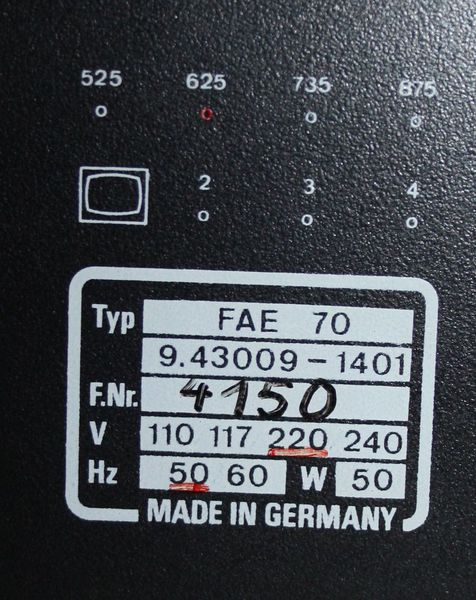 525 625 735 875
2 3 4
Typ FAE 70
9.43009-1401
F.Nr. 4150
V 110 117 220 240
Hz 50 60 W 50
MADE IN GERMANY